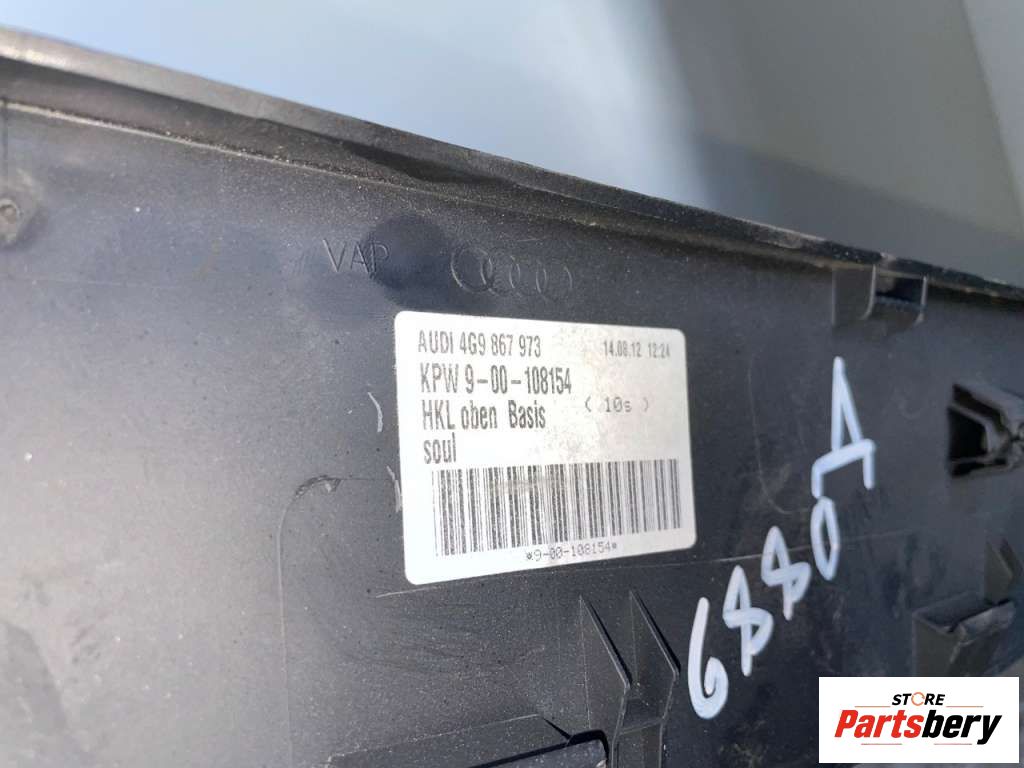 VAP
AUDI 4G9 867 973 14.08.12 12:24
KPW 9-00-108154
HKL oben Basis ( 10s )
soul
*9-00-108154*
6880A
STORE
Partsbery